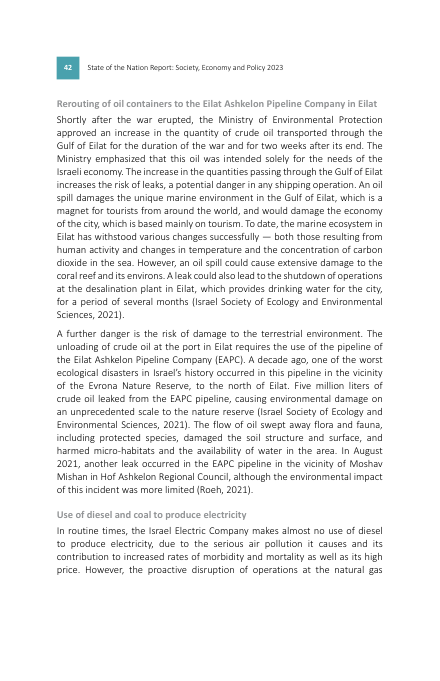 42 State of the Nation Report: Society, Economy and Policy 2023
Rerouting of oil containers to the Eilat Ashkelon Pipeline Company in Eilat
Shortly after the war erupted, the Ministry of Environmental Protection
approved an increase in the quantity of crude oil transported through the
Gulf of Eilat for the duration of the war and for two weeks after its end. The
Ministry emphasized that this oil was intended solely for the needs of the
Israeli economy. The increase in the quantities passing through the Gulf of Eilat
increases the risk of leaks, a potential danger in any shipping operation. An oil
spill damages the unique marine environment in the Gulf of Eilat, which is a
magnet for tourists from around the world, and would damage the economy
of the city, which is based mainly on tourism. To date, the marine ecosystem in
Eilat has withstood various changes successfully — both those resulting from
human activity and changes in temperature and the concentration of carbon
dioxide in the sea. However, an oil spill could cause extensive damage to the
coral reef and its environs. A leak could also lead to the shutdown of operations
at the desalination plant in Eilat, which provides drinking water for the city,
for a period of several months (Israel Society of Ecology and Environmental
Sciences, 2021).
A further danger is the risk of damage to the terrestrial environment. The
unloading of crude oil at the port in Eilat requires the use of the pipeline of
the Eilat Ashkelon Pipeline Company (EAPC). A decade ago, one of the worst
ecological disasters in Israel's history occurred in this pipeline in the vicinity
of the Evrona Nature Reserve, to the north of Eilat. Five million liters of
crude oil leaked from the EAPC pipeline, causing environmental damage on
an unprecedented scale to the nature reserve (Israel Society of Ecology and
Environmental Sciences, 2021). The flow of oil swept away flora and fauna,
including protected species, damaged the soil structure and surface, and
harmed micro-habitats and the availability of water in the area. In August
2021, another leak occurred in the EAPC pipeline in the vicinity of Moshav
Mishan in Hof Ashkelon Regional Council, although the environmental impact
of this incident was more limited (Roeh, 2021).
Use of diesel and coal to produce electricity
In routine times, the Israel Electric Company makes almost no use of diesel
to produce electricity, due to the serious air pollution it causes and its
contribution to increased rates of morbidity and mortality as well as its high
price. However, the proactive disruption of operations at the natural gas